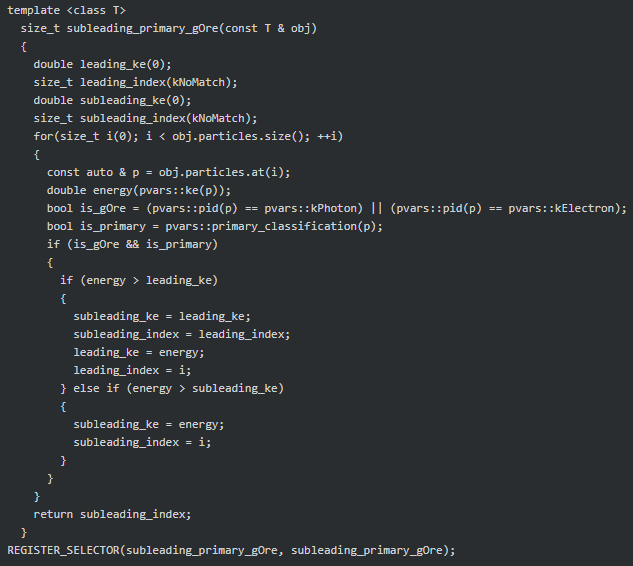 template <class T>
  size_t subleading_primary_gOre(const T & obj)
  {
    double leading_ke(0);
    size_t leading_index(kNoMatch);
    double subleading_ke(0);
    size_t subleading_index(kNoMatch);
    for(size_t i(0); i < obj.particles.size(); ++i)
    {
      const auto & p = obj.particles.at(i);
      double energy(pvars::ke(p));
      bool is_gOre = (pvars::pid(p) == pvars::kPhoton) || (pvars::pid(p) == pvars::kElectron);
      bool is_primary = pvars::primary_classification(p);
      if (is_gOre && is_primary)
      {
        if (energy > leading_ke)
        {
          subleading_ke = leading_ke;
          subleading_index = leading_index;
          leading_ke = energy;
          leading_index = i;
        } else if (energy > subleading_ke)
        {
          subleading_ke = energy;
          subleading_index = i;
        }
      }
    }
    return subleading_index;
  }
REGISTER_SELECTOR(subleading_primary_gOre, subleading_primary_gOre);